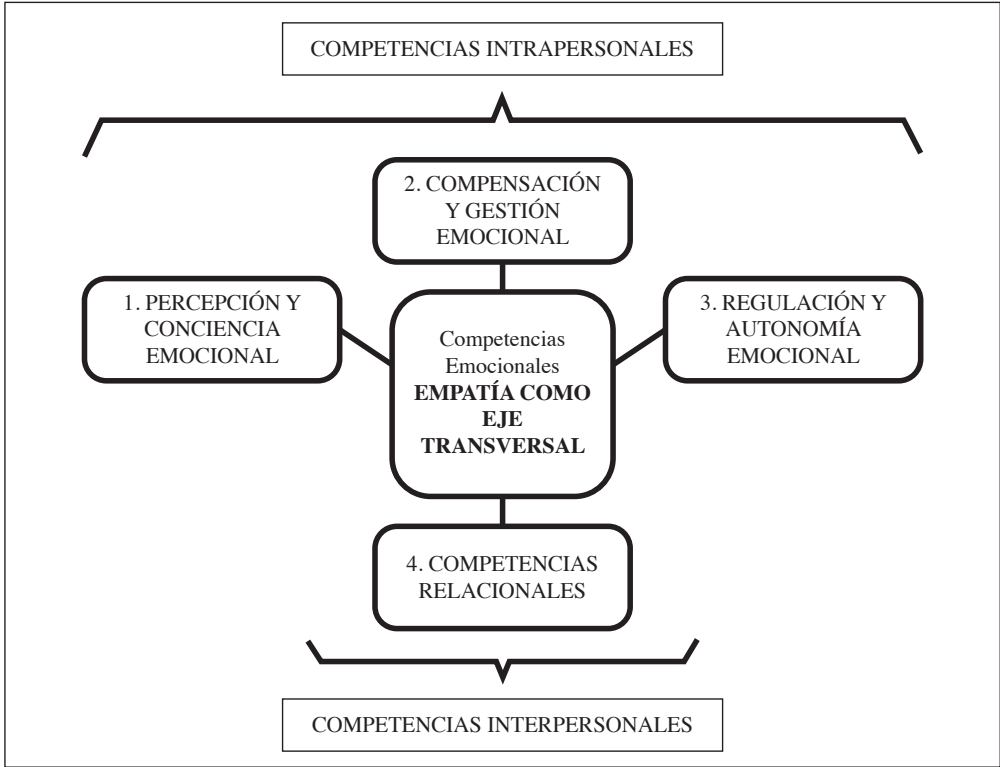 COMPETENCIAS INTRAPERSONALES
2. COMPENSACIÓN
Y GESTIÓN
EMOCIONAL
1. PERCEPCIÓN Y
CONCIENCIA
EMOCIONAL
3. REGULACIÓN Y
AUTONOMÍA
EMOCIONAL
Competencias
Emocionales
EMPATÍA COMO
EJE
TRANSVERSAL
4. COMPETENCIAS
RELACIONALES
COMPETENCIAS INTERPERSONALES